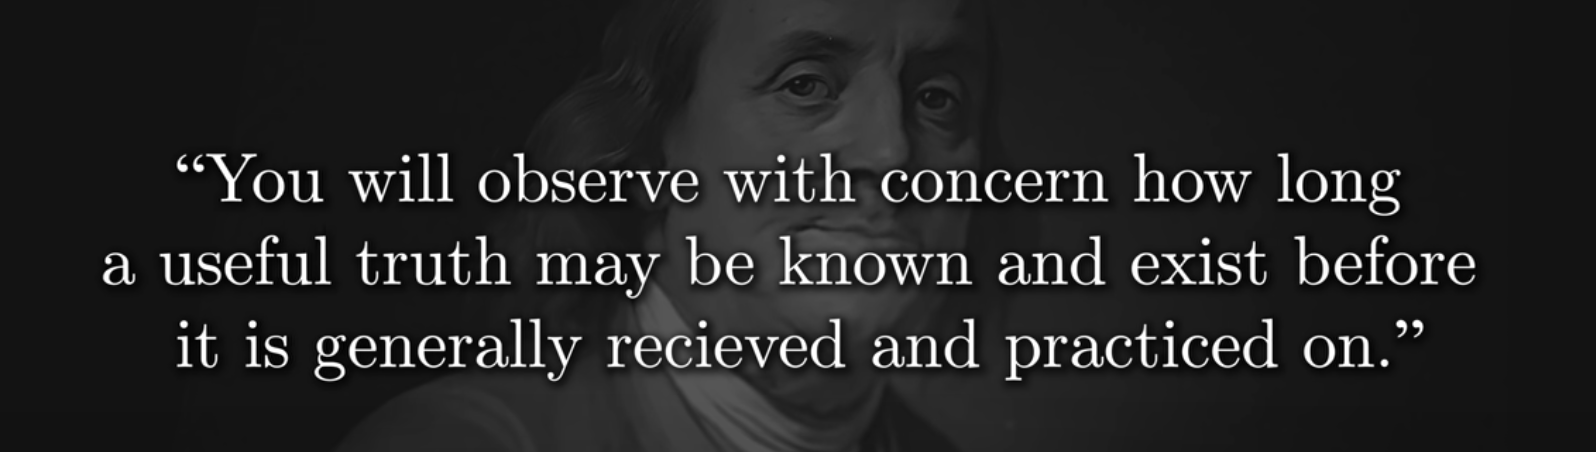 “You will observe with concern how long
a useful truth may be known and exist before
it is generally recieved and practiced on.”